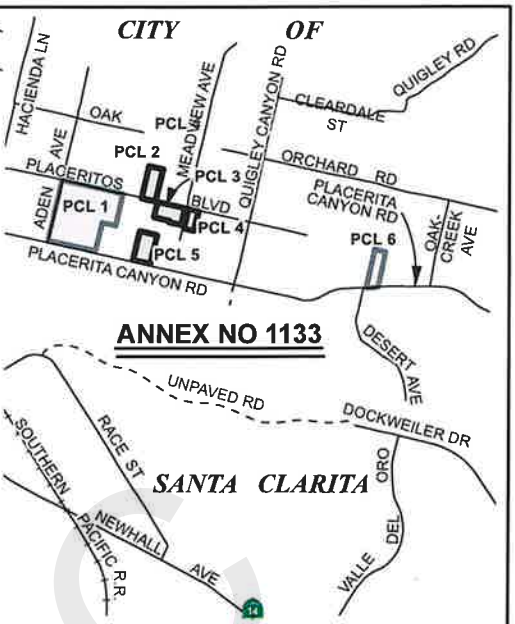 CITY OF
HACIENDA LN
MEADVIEW AVE
QUIGLEY CANYON RD
QUIGLEY RD
CLEARDALE ST
OAK
AVE
ADEN
PCL
PCL 2
PCL 3
ORCHARD RD
PLACERITOS BLVD
PLACERITA
CANYON RD
PCL 1
PCL 4
OAK-
CREEK
AVE
PCL 6
PCL 5
PLACERITA CANYON RD
ANNEX NO 1133
DESERT AVE
UNPAVED RD
DOCKWEILER DR
RACE ST
SOUTHERN
PACIFIC R.R.
SANTA CLARITA
NEWHALL AVE
VALLE DEL ORO
14